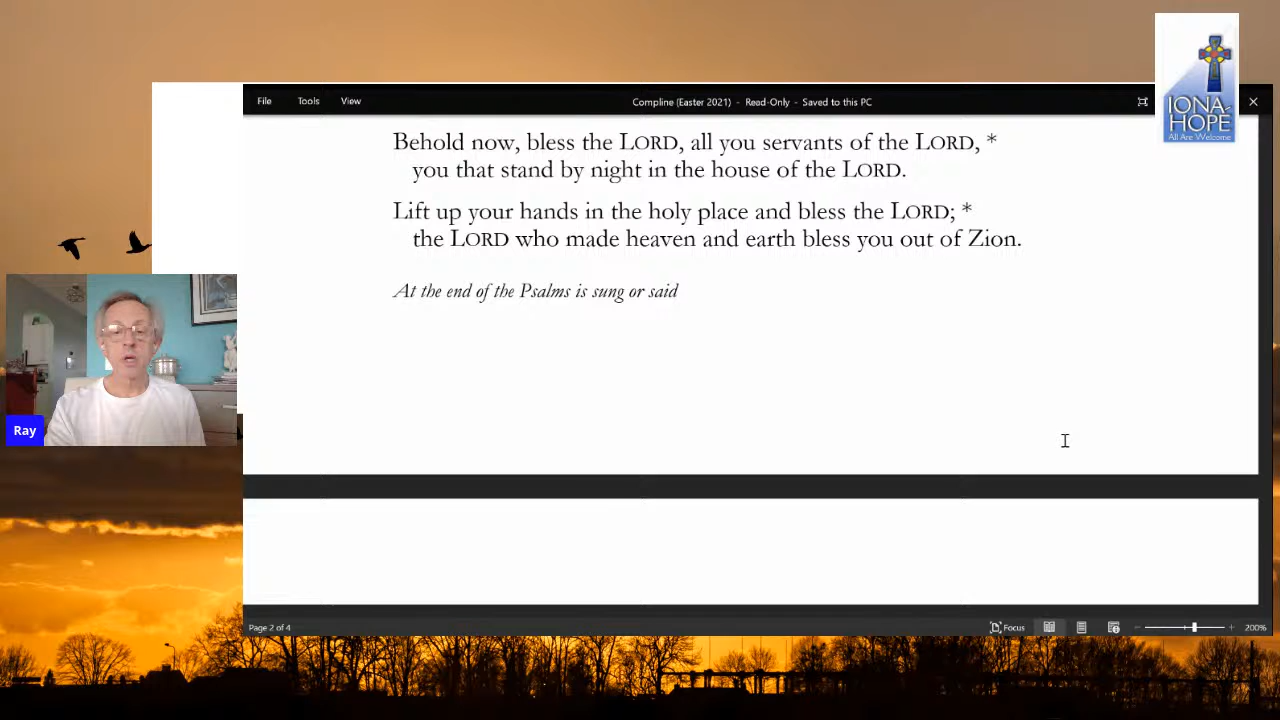 File Tools View Compline (Easter 2021) - Read-Only - Saved to this PC
IONA-
HOPE
All Are Welcome
Behold now, bless the LORD, all you servants of the LORD, *
you that stand by night in the house of the LORD.
Lift up your hands in the holy place and bless the LORD; *
the LORD who made heaven and earth bless you out of Zion.
At the end of the Psalms is sung or said
Ray
Page 2 of 4 Focus 200%